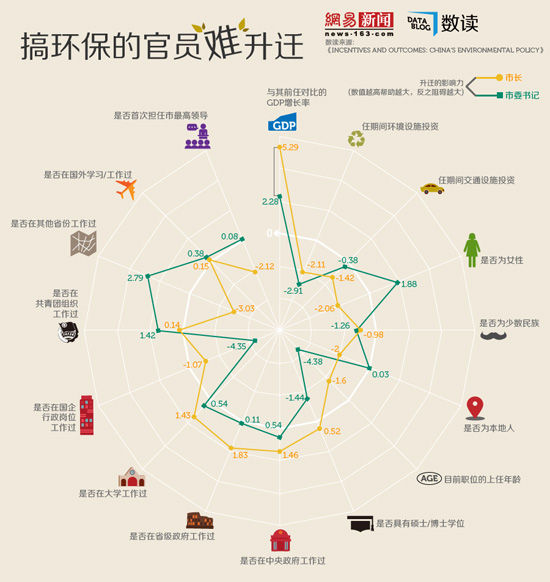 搞环保的官员难升迁
網易 新闻
news·163.com
DATA
BLOG
数读
数读来源:
《INCENTIVES AND OUTCOMES: CHINA'S ENVIRONMENTAL POLICY》
升迁的影响力
(数值越高帮助越大,反之阻碍越大)
市长
市委书记
与其前任对比的
GDP增长率
GDP
任期间环境设施投资
任期间交通设施投资
是否为女性
是否为少数民族
是否为本地人
AGE
目前职位的上任年龄
是否具有硕士/博士学位
是否在中央政府工作过
是否在省级政府工作过
是否在大学工作过
是否在国企
行政岗位
工作过
是否在
共青团组织
工作过
是否在其他省份工作过
是否在国外学习/工作过
是否首次担任市最高领导
5.29
2.28
0
-2.11
-2.91
-0.38
-1.42
1.88
-2.06
-1.26
-0.98
0.03
-2
-4.38
-1.6
-1.44
0.52
0.54
1.46
0.11
1.83
0.54
1.43
-4.35
-1.07
1.42
0.14
2.79
-3.03
0.38
0.15
0.08
-2.12